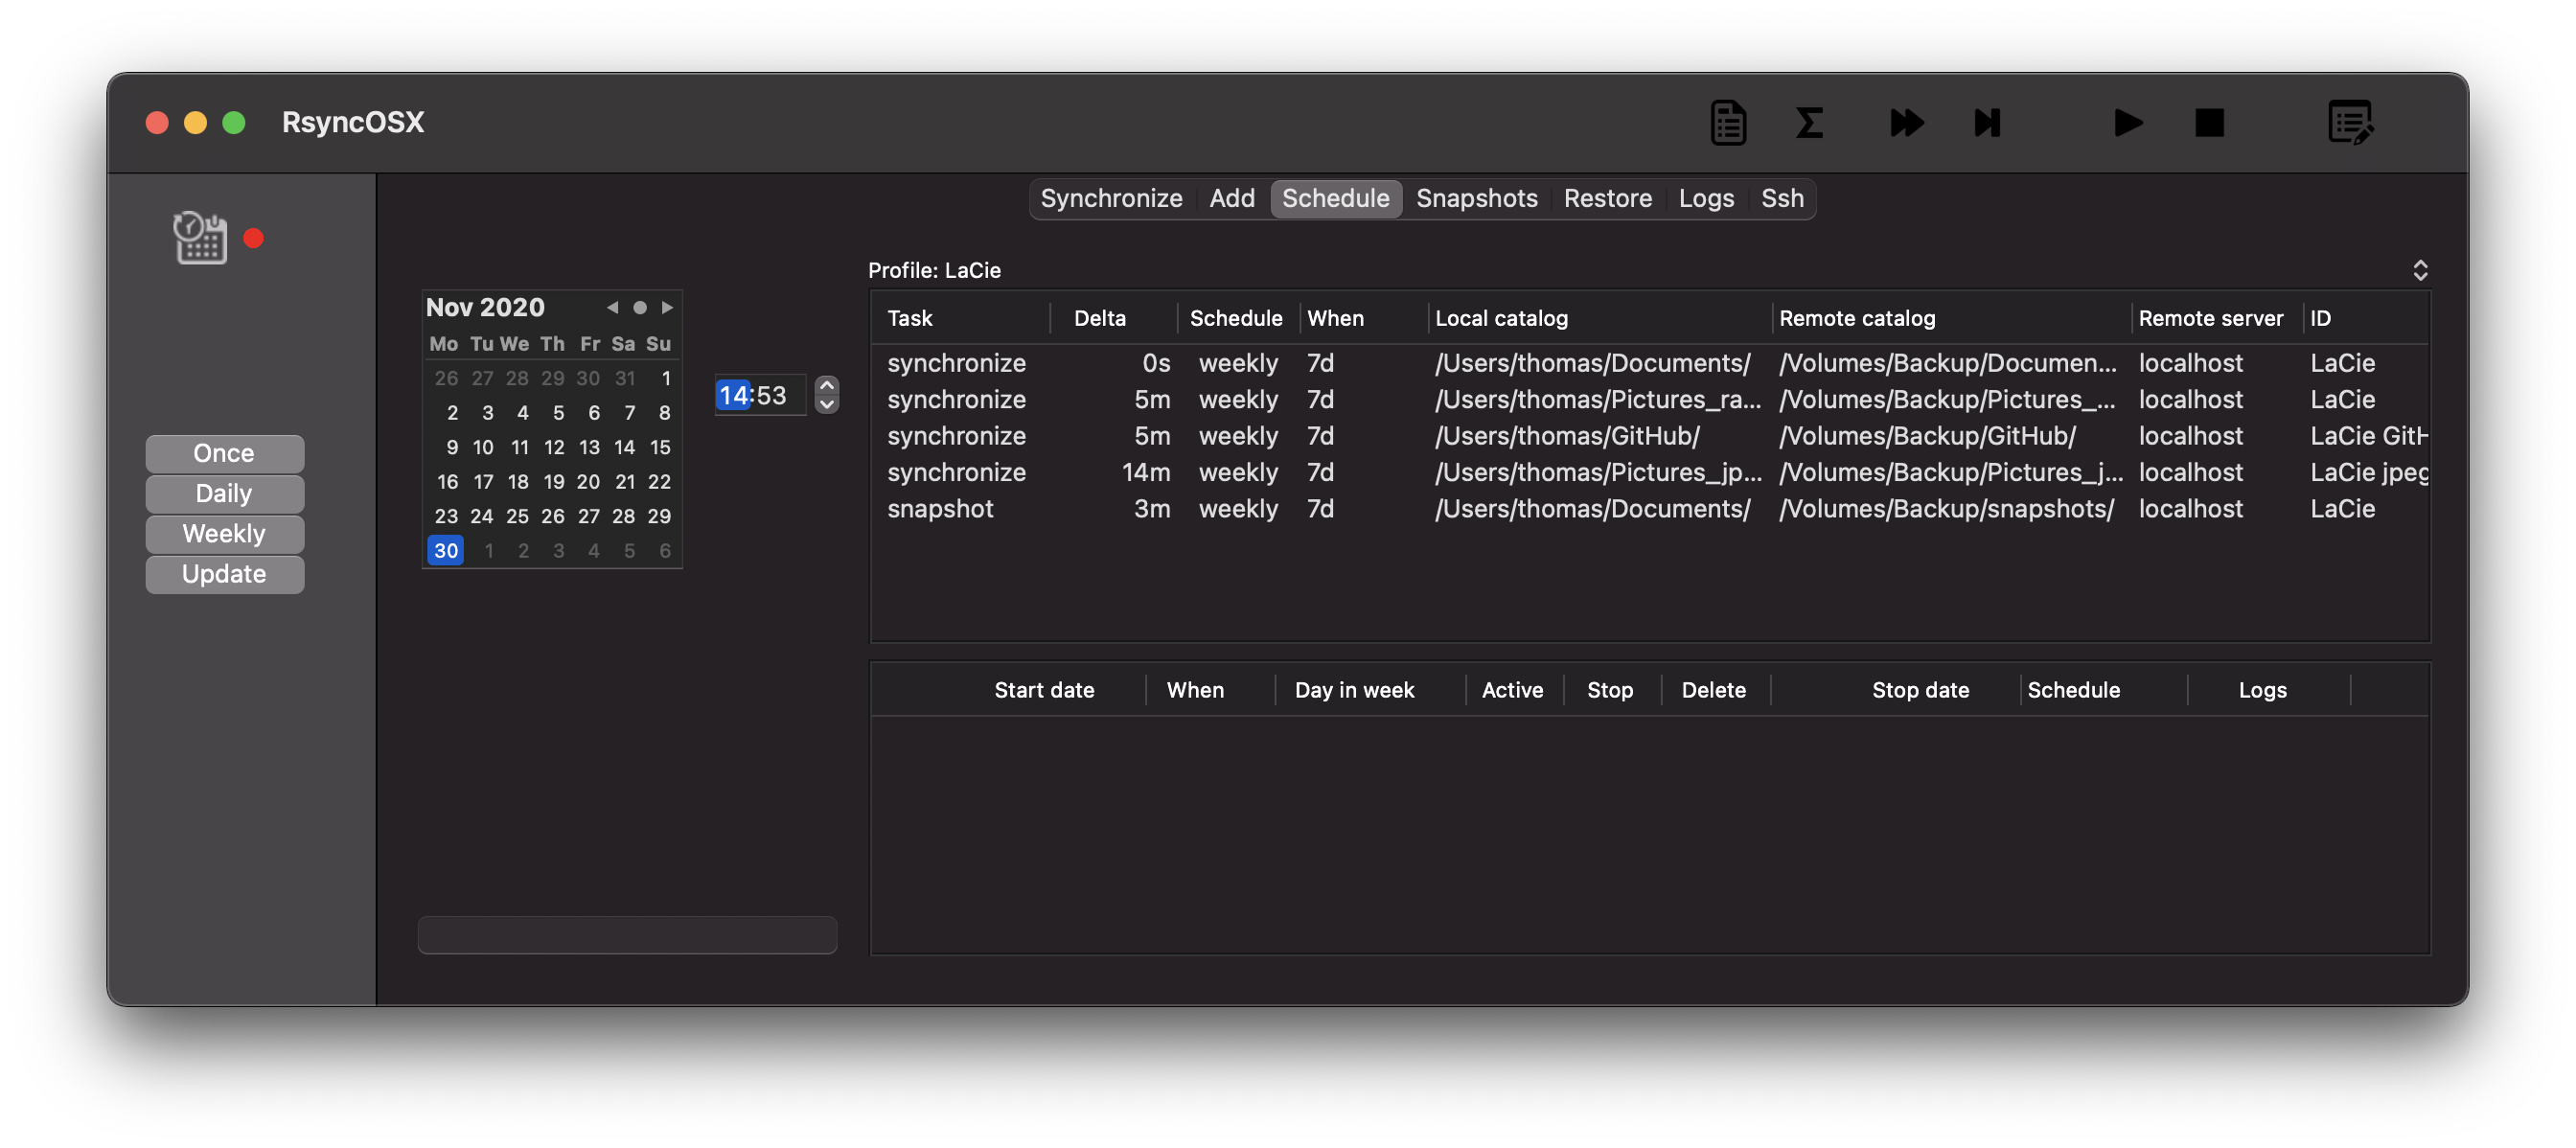 RsyncOSX
Synchronize Add Schedule Snapshots Restore Logs Ssh
Once
Daily
Weekly
Update
Nov 2020
Mo Tu We Th Fr Sa Su
26 27 28 29 30 31 1
2 3 4 5 6 7 8
9 10 11 12 13 14 15
16 17 18 19 20 21 22
23 24 25 26 27 28 29
30 1 2 3 4 5 6
14:53
Profile: LaCie
Task Delta Schedule When Local catalog Remote catalog Remote server ID
synchronize 0s weekly 7d /Users/thomas/Documents/ /Volumes/Backup/Documen... localhost LaCie
synchronize 5m weekly 7d /Users/thomas/Pictures_ra... /Volumes/Backup/Pictures_... localhost LaCie
synchronize 5m weekly 7d /Users/thomas/GitHub/ /Volumes/Backup/GitHub/ localhost LaCie GitH
synchronize 14m weekly 7d /Users/thomas/Pictures_jp... /Volumes/Backup/Pictures_j... localhost LaCie jpeg
snapshot 3m weekly 7d /Users/thomas/Documents/ /Volumes/Backup/snapshots/ localhost LaCie
Start date When Day in week Active Stop Delete Stop date Schedule Logs